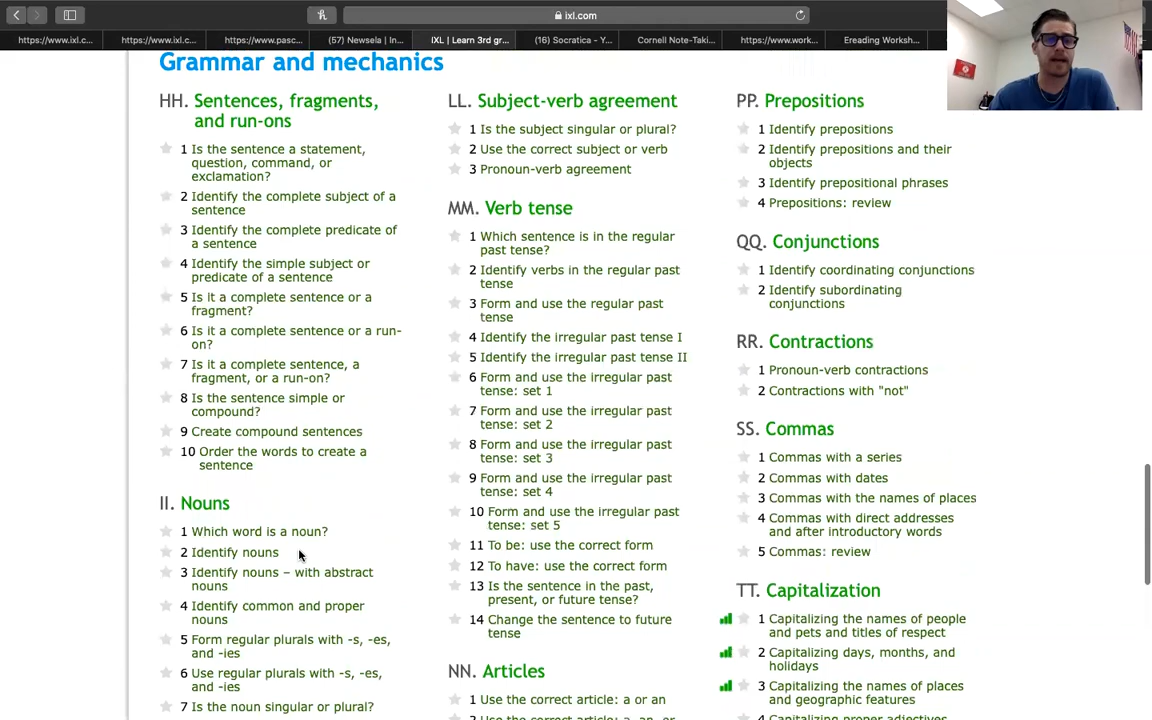 ixl.com
https://www.ixl.c...
https://www.ixl.c...
https://www.pasc...
(57) Newsela | In...
IXL | Learn 3rd gr...
(16) Socratica - Y...
Cornell Note-Taki...
https://www.work...
Ereading Worksh...
Grammar and mechanics
HH. Sentences, fragments,
and run-ons
1 Is the sentence a statement,
question, command, or
exclamation?
2 Identify the complete subject of a
sentence
3 Identify the complete predicate of
a sentence
4 Identify the simple subject or
predicate of a sentence
5 Is it a complete sentence or a
fragment?
6 Is it a complete sentence or a run-
on?
7 Is it a complete sentence, a
fragment, or a run-on?
8 Is the sentence simple or
compound?
9 Create compound sentences
10 Order the words to create a
sentence
II. Nouns
1 Which word is a noun?
2 Identify nouns
3 Identify nouns – with abstract
nouns
4 Identify common and proper
nouns
5 Form regular plurals with -s, -es,
and -ies
6 Use regular plurals with -s, -es,
and -ies
7 Is the noun singular or plural?
LL. Subject-verb agreement
1 Is the subject singular or plural?
2 Use the correct subject or verb
3 Pronoun-verb agreement
MM. Verb tense
1 Which sentence is in the regular
past tense?
2 Identify verbs in the regular past
tense
3 Form and use the regular past
tense
4 Identify the irregular past tense I
5 Identify the irregular past tense II
6 Form and use the irregular past
tense: set 1
7 Form and use the irregular past
tense: set 2
8 Form and use the irregular past
tense: set 3
9 Form and use the irregular past
tense: set 4
10 Form and use the irregular past
tense: set 5
11 To be: use the correct form
12 To have: use the correct form
13 Is the sentence in the past,
present, or future tense?
14 Change the sentence to future
tense
NN. Articles
1 Use the correct article: a or an
2 Use the correct article: a, an, or
PP. Prepositions
1 Identify prepositions
2 Identify prepositions and their
objects
3 Identify prepositional phrases
4 Prepositions: review
QQ. Conjunctions
1 Identify coordinating conjunctions
2 Identify subordinating
conjunctions
RR. Contractions
1 Pronoun-verb contractions
2 Contractions with "not"
SS. Commas
1 Commas with a series
2 Commas with dates
3 Commas with the names of places
4 Commas with direct addresses
and after introductory words
5 Commas: review
TT. Capitalization
1 Capitalizing the names of people
and pets and titles of respect
2 Capitalizing days, months, and
holidays
3 Capitalizing the names of places
and geographic features
4 Capitalizing proper adjectives